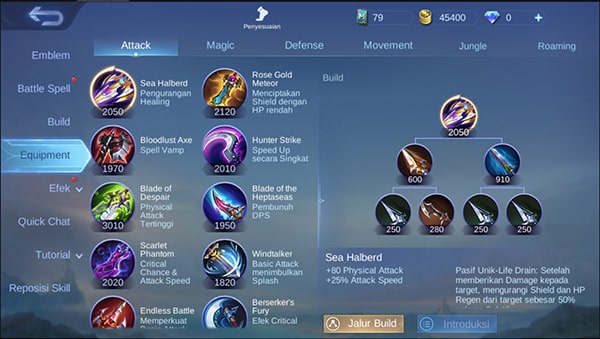 Penyesuaian
79
45400
0
Attack
Magic
Defense
Movement
Jungle
Roaming
Emblem
Battle Spell
Build
Equipment
Efek
Quick Chat
Tutorial
Reposisi Skill
Sea Halberd
Pengurangan
Healing
2050
Rose Gold
Meteor
Menciptakan
Shield dengan
HP rendah
2120
Bloodlust Axe
Spell Vamp
1970
Hunter Strike
Speed Up
secara Singkat
2010
Blade of
Despair
Physical
Attack
Tertinggi
3010
Blade of the
Heptaseas
Pembunuh
DPS
1950
Scarlet
Phantom
Critical
Chance &
Attack Speed
2020
Windtalker
Basic Attack
menimbulkan
Splash
1820
Endless Battle
Memperkuat
Berserker's
Fury
Efek Critical
Build
2050
600
910
250
280
250
250
Sea Halberd
+80 Physical Attack
+25% Attack Speed
Pasif Unik-Life Drain: Setelah
memberikan Damage kepada
target, mengurangi Shield dan HP
Regen dari target sebesar 50%
Jalur Build
Introduksi